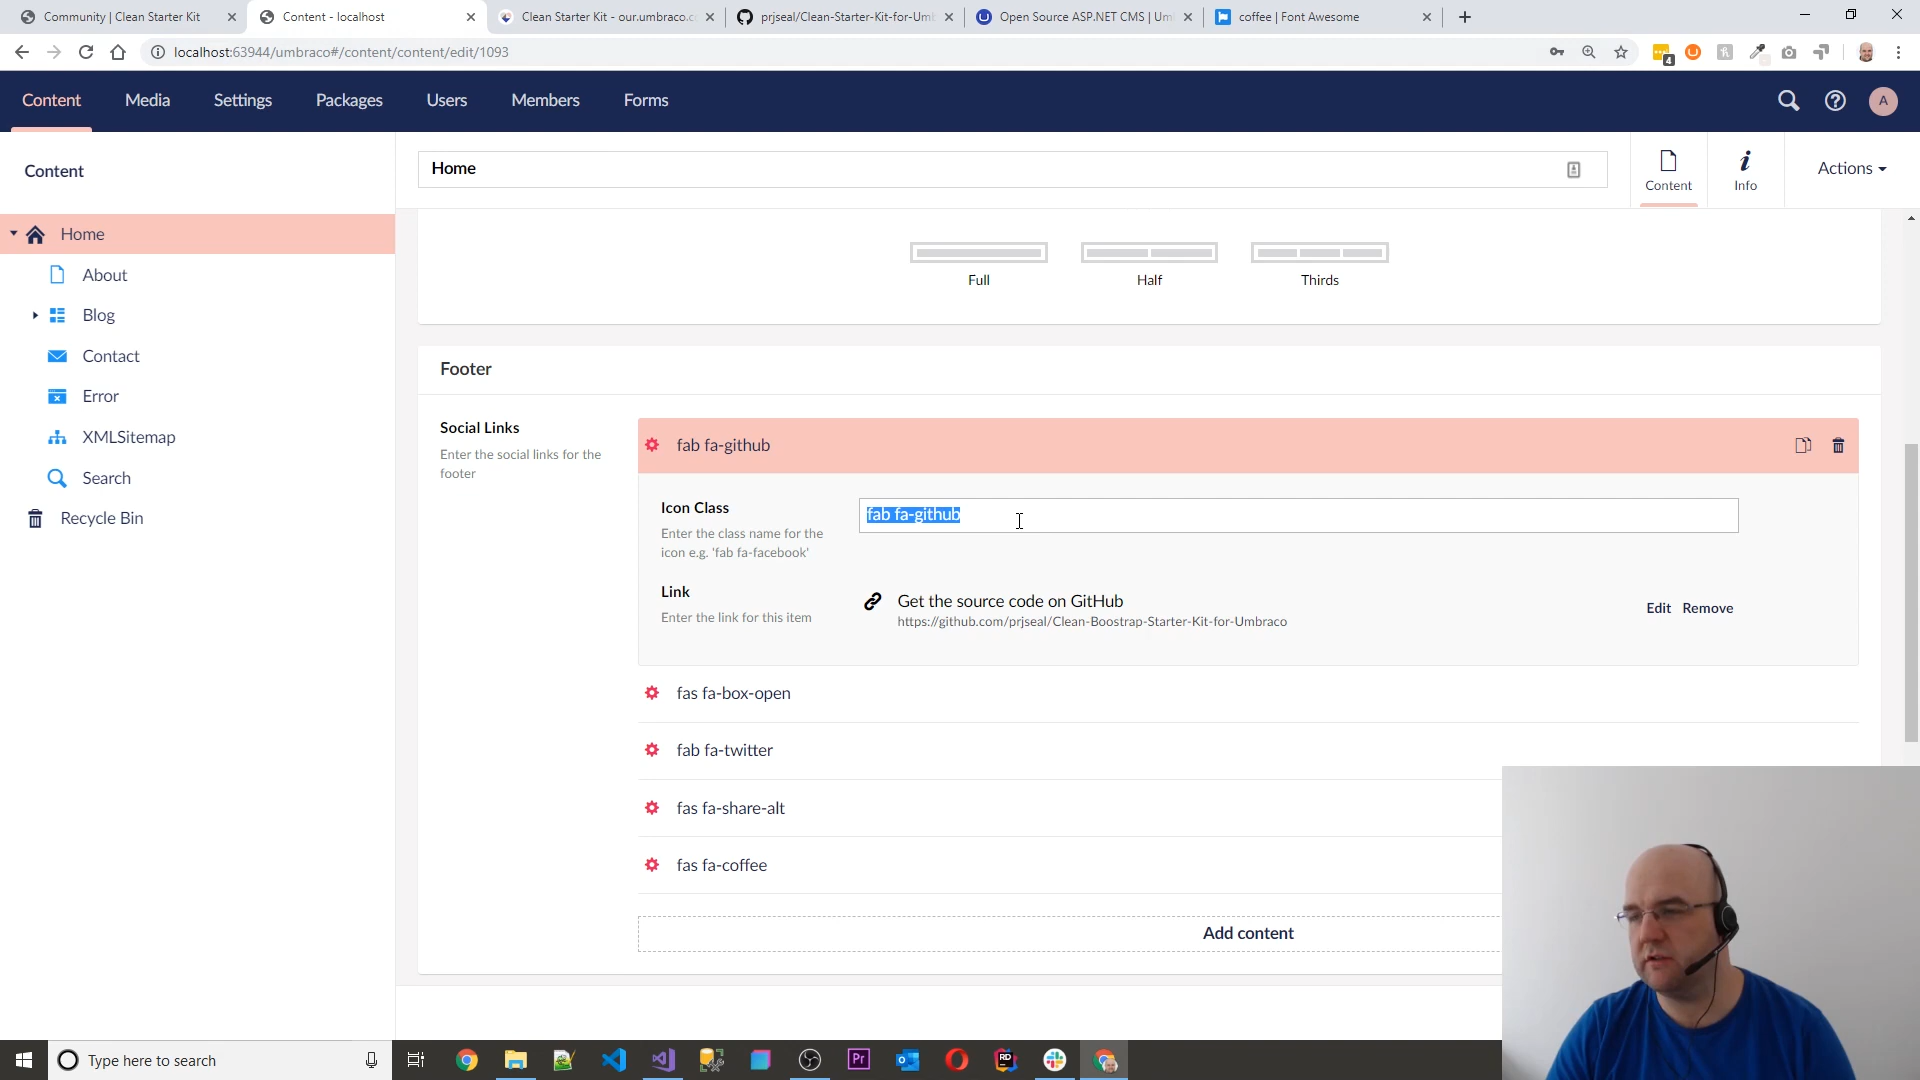 Community | Clean Starter Kit
Content - localhost
Clean Starter Kit - our.umbraco.c
prjseal/Clean-Starter-Kit-for-Um
Open Source ASP.NET CMS | Um
coffee | Font Awesome
localhost:63944/umbraco#/content/content/edit/1093
4
Content
Media
Settings
Packages
Users
Members
Forms
A
Content
Home
Content
Info
Actions
Home
About
Blog
Contact
Error
XMLSitemap
Search
Recycle Bin
Full
Half
Thirds
Footer
Social Links
Enter the social links for the
footer
fab fa-github
Icon Class
Enter the class name for the
icon e.g. 'fab fa-facebook'
fab fa-github
Link
Enter the link for this item
Get the source code on GitHub
https://github.com/prjseal/Clean-Boostrap-Starter-Kit-for-Umbraco
Edit
Remove
fas fa-box-open
fab fa-twitter
fas fa-share-alt
fas fa-coffee
Add content
Type here to search
Pr
RD